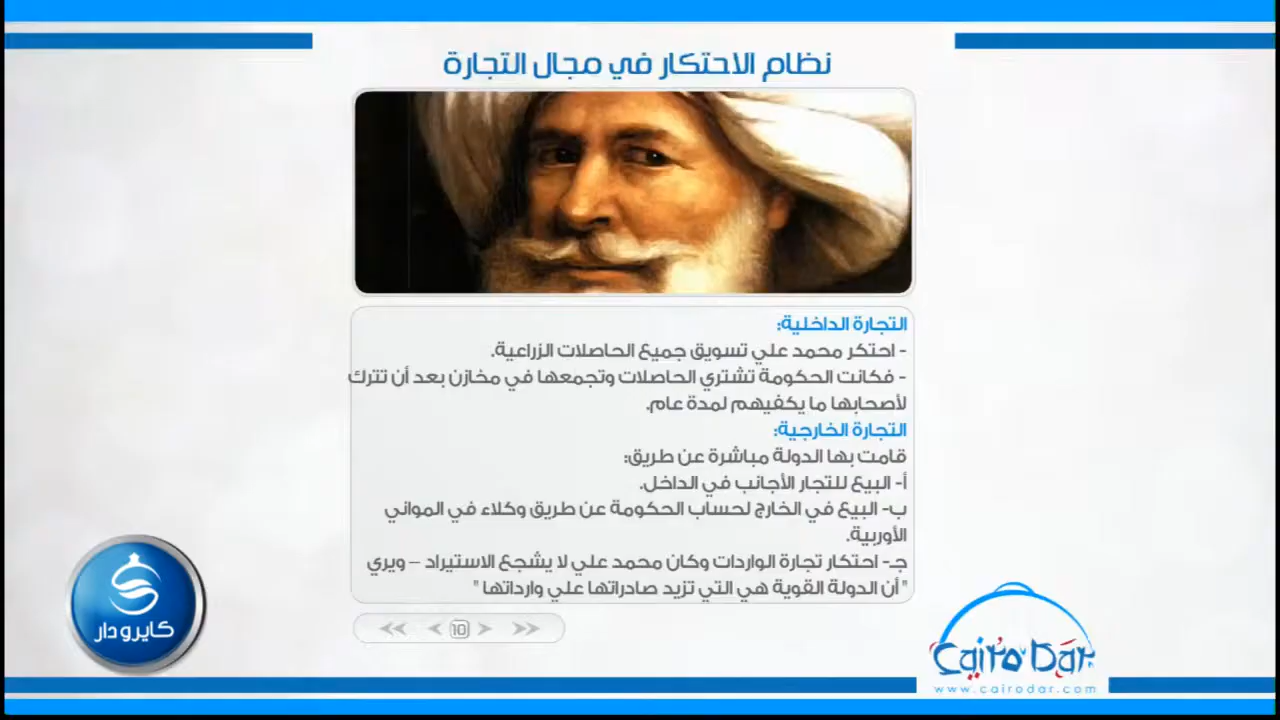 نظام الاحتكار في مجال التجارة
التجارة الداخلية:
- احتكر محمد علي تسويق جميع الحاصلات الزراعية.
- فكانت الحكومة تشتري الحاصلات وتجمعها في مخازن بعد أن تترك
لأصحابها ما يكفيهم لمدة عام.
التجارة الخارجية:
قامت بها الدولة مباشرة عن طريق:
أ- البيع للتجار الأجانب في الداخل.
ب- البيع في الخارج لحساب الحكومة عن طريق وكلاء في المواني
الأوربية.
جـ- احتكار تجارة الواردات وكان محمد علي لا يشجع الاستيراد – ويري
" أن الدولة القوية هي التي تزيد صادراتها علي وارداتها "
10
كايرو دار
Cairo Dar
www.cairodar.com